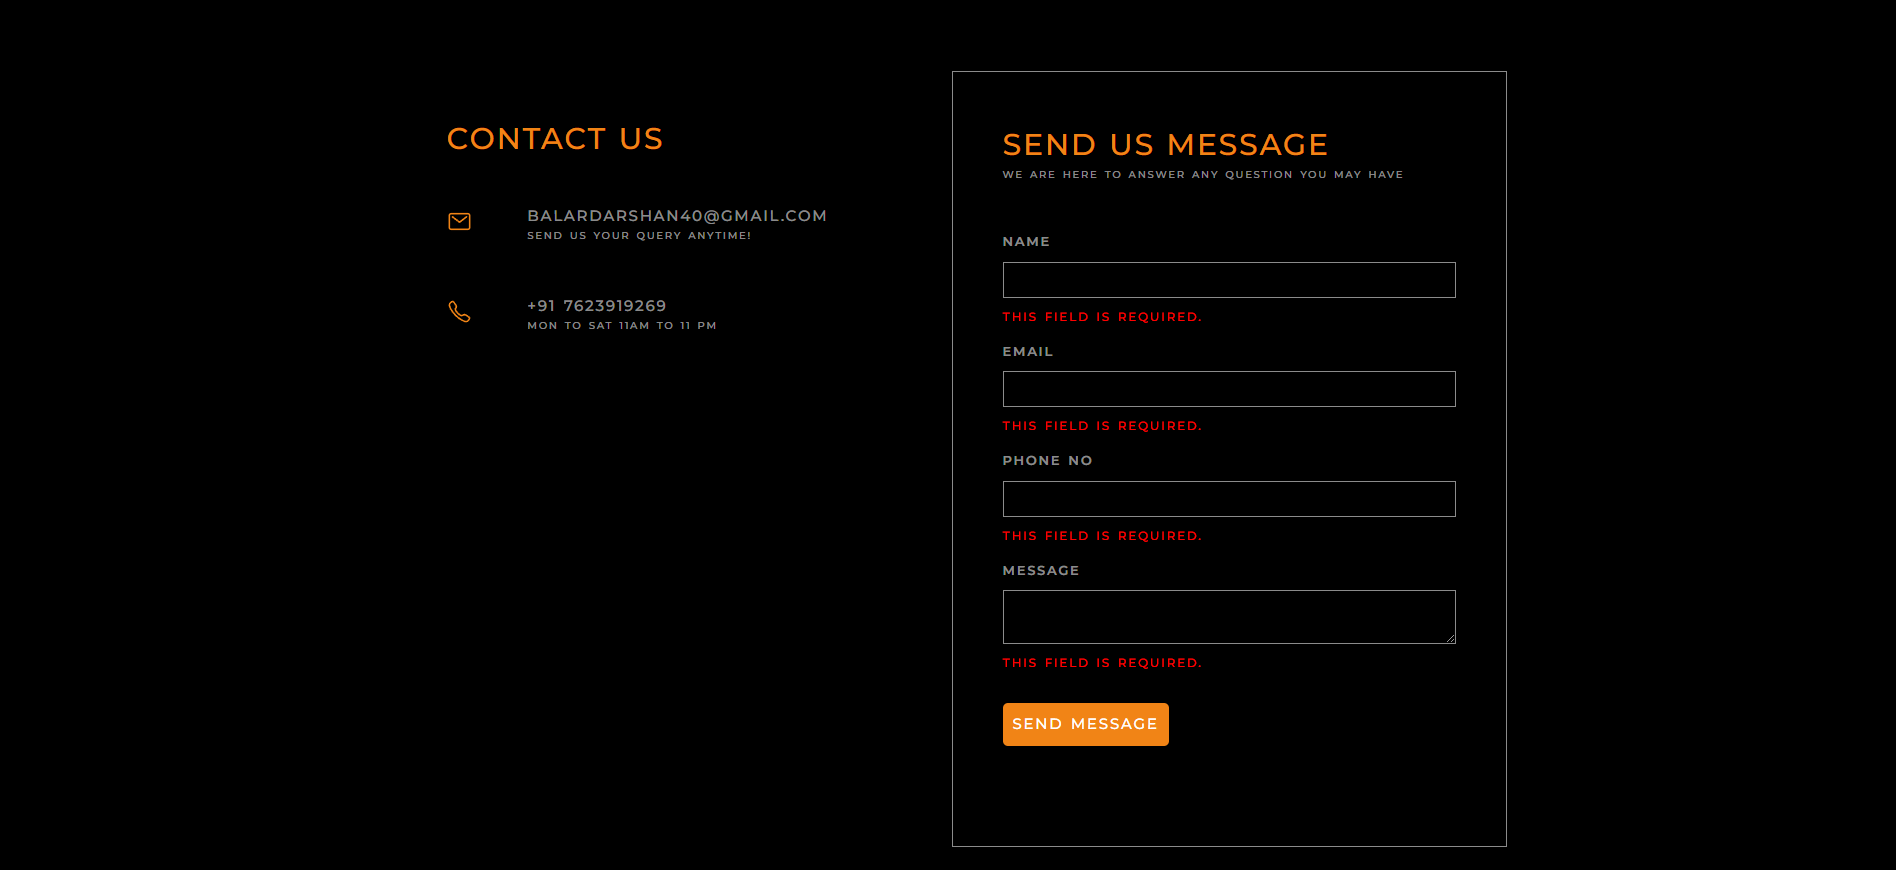 CONTACT US
BALARDARSHAN40@GMAIL.COM
SEND US YOUR QUERY ANYTIME!
+91 7623919269
MON TO SAT 11AM TO 11 PM
SEND US MESSAGE
WE ARE HERE TO ANSWER ANY QUESTION YOU MAY HAVE
NAME
THIS FIELD IS REQUIRED.
EMAIL
THIS FIELD IS REQUIRED.
PHONE NO
THIS FIELD IS REQUIRED.
MESSAGE
THIS FIELD IS REQUIRED.
SEND MESSAGE